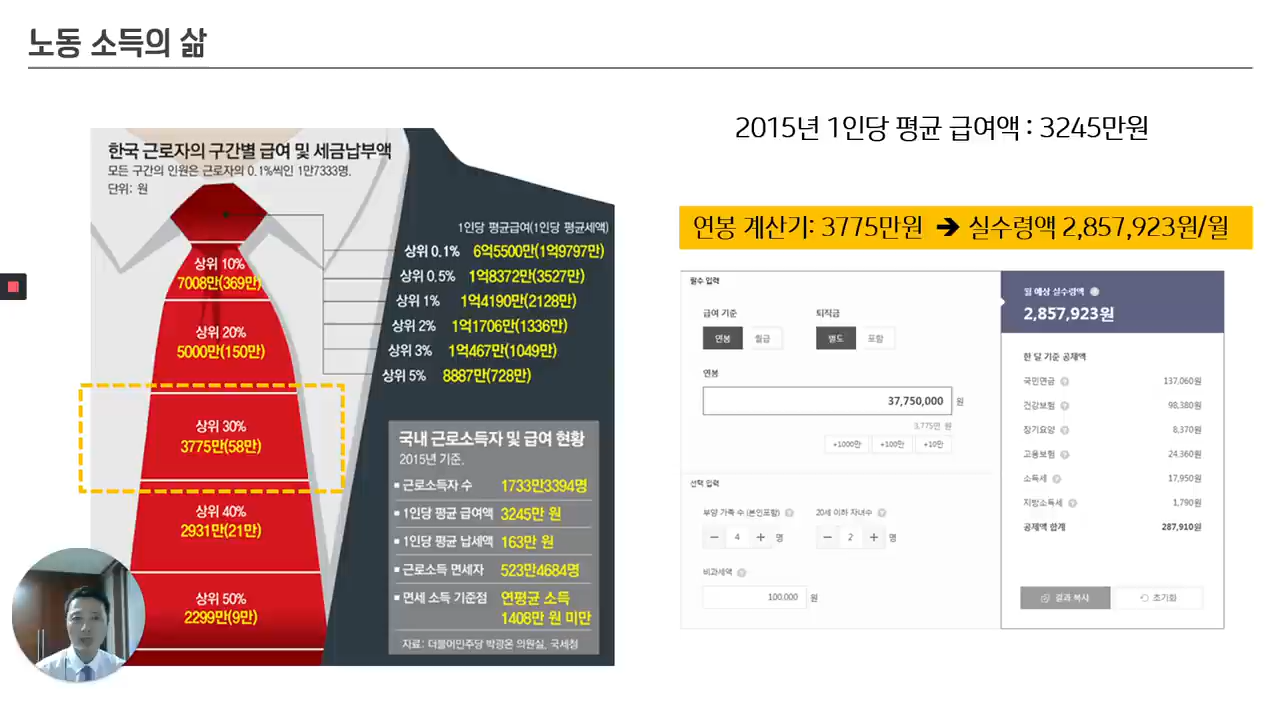 노동 소득의 삶
한국 근로자의 구간별 급여 및 세금납부액
모든 구간의 인원은 근로자의 0.1%씩인 1만7333명.
단위: 원
1인당 평균급여(1인당 평균세액)
상위 0.1% 6억5500만(1억9797만)
상위 0.5% 1억8372만(3527만)
상위 1% 1억4190만(2128만)
상위 2% 1억1706만(1336만)
상위 3% 1억467만(1049만)
상위 5% 8887만(728만)
상위 10%
7008만(369만)
상위 20%
5000만(150만)
상위 30%
3775만(58만)
상위 40%
2931만(21만)
상위 50%
2299만(9만)
국내 근로소득자 및 급여 현황
2015년 기준.
▪ 근로소득자 수 1733만3394명
▪ 1인당 평균 급여액 3245만 원
▪ 1인당 평균 납세액 163만 원
▪ 근로소득 면세자 523만4684명
▪ 면세 소득 기준점 연평균 소득
1408만 원 미만
자료: 더불어민주당 박광온 의원실, 국세청
2015년 1인당 평균 급여액 : 3245만원
연봉 계산기: 3775만원 ➔ 실수령액 2,857,923원/월
필수 입력
급여 기준 퇴직금
연봉 월급 별도 포함
연봉
37,750,000 원
3,775만 원
+1000만 +100만 +10만
선택 입력
부양 가족 수 (본인포함) ? 20세 이하 자녀수 ?
− 4 + 명 − 2 + 명
비과세액 ?
100,000 원
월 예상 실수령액
2,857,923원
한 달 기준 공제액
국민연금 ? 137,060원
건강보험 ? 98,380원
장기요양 ? 8,370원
고용보험 ? 24,360원
소득세 ? 17,950원
지방소득세 ? 1,790원
공제액 합계 287,910원
결과 복사 초기화